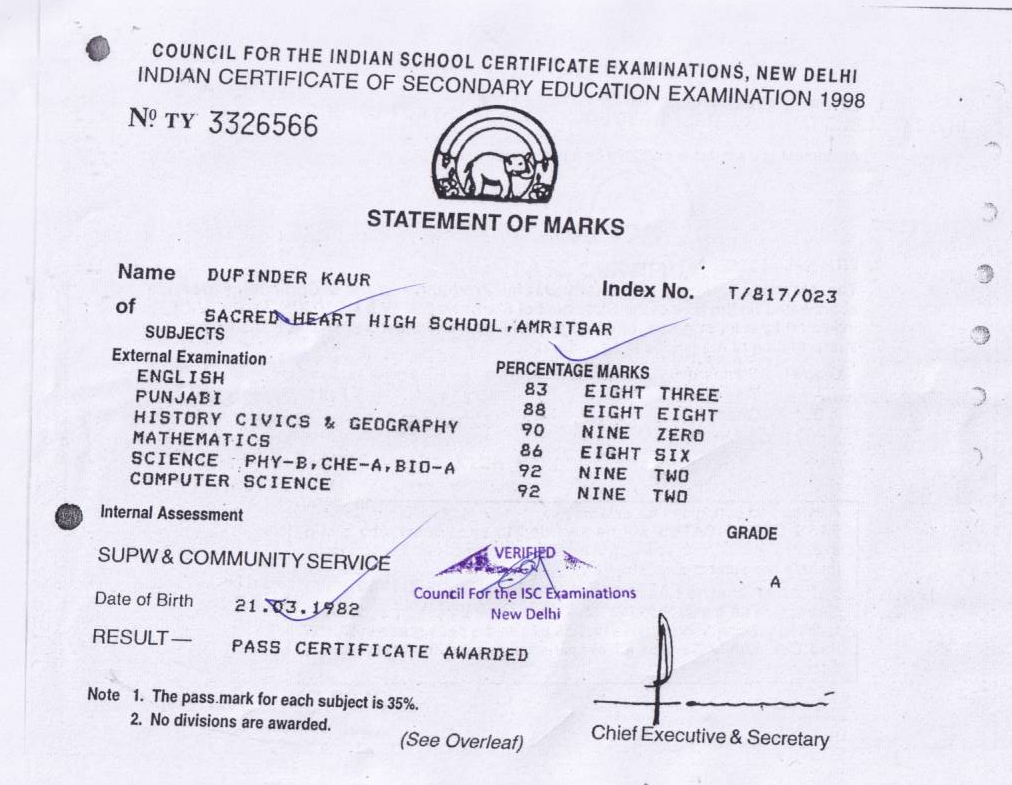 COUNCIL FOR THE INDIAN SCHOOL CERTIFICATE EXAMINATIONS, NEW DELHI
INDIAN CERTIFICATE OF SECONDARY EDUCATION EXAMINATION 1998
Nº TY 3326566
STATEMENT OF MARKS
Name DUPINDER KAUR Index No. T/817/023
of SACRED HEART HIGH SCHOOL, AMRITSAR
SUBJECTS
External Examination PERCENTAGE MARKS
ENGLISH 83 EIGHT THREE
PUNJABI 88 EIGHT EIGHT
HISTORY CIVICS & GEOGRAPHY 90 NINE ZERO
MATHEMATICS 86 EIGHT SIX
SCIENCE PHY-B,CHE-A,BIO-A 92 NINE TWO
COMPUTER SCIENCE 92 NINE TWO
Internal Assessment GRADE
SUPW & COMMUNITY SERVICE A
VERIFIED
Council For the ISC Examinations
New Delhi
Date of Birth 21.03.1982
RESULT— PASS CERTIFICATE AWARDED
Note 1. The pass mark for each subject is 35%.
2. No divisions are awarded.
(See Overleaf)
Chief Executive & Secretary